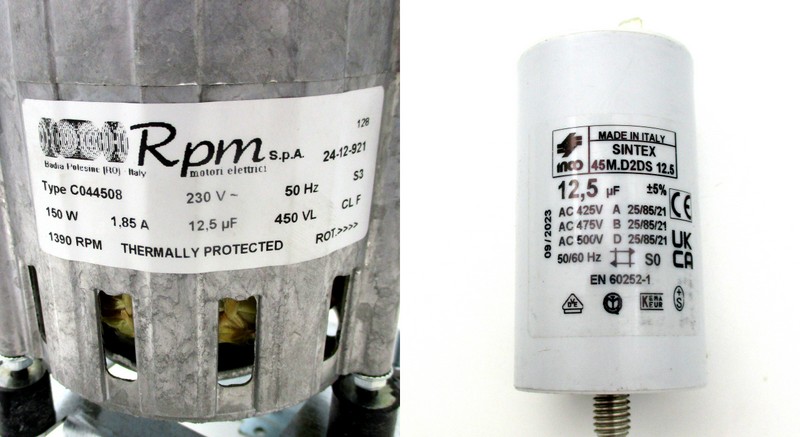 128
Rpm S.p.A. 24-12-921
Badia Polesine (RO) Italy motori elettrici
Type C044508 230 V ~ 50 Hz S3
150 W 1,85 A 12,5 µF 450 VL CL F
1390 RPM THERMALLY PROTECTED ROT.>>>>
MADE IN ITALY
SINTEX
inco 45M.D2DS 12.5
12,5 µF ±5%
AC 425V A 25/85/21
AC 475V B 25/85/21
AC 500V D 25/85/21
50/60 Hz S0
EN 60252-1
09/2023
CE
UK
CA
KEMA
KEUR
S